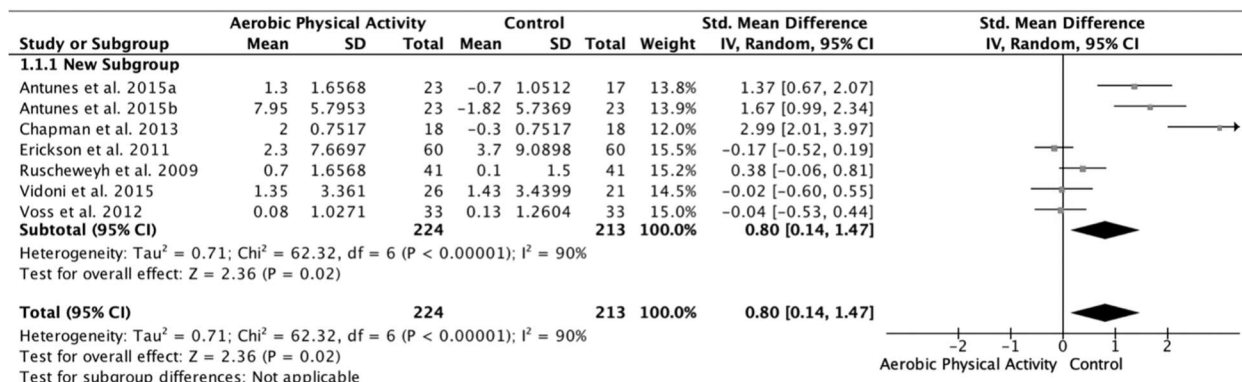 Aerobic Physical Activity Control Std. Mean Difference Std. Mean Difference
Study or Subgroup Mean SD Total Mean SD Total Weight IV, Random, 95% CI IV, Random, 95% CI
1.1.1 New Subgroup
Antunes et al. 2015a 1.3 1.6568 23 -0.7 1.0512 17 13.8% 1.37 [0.67, 2.07]
Antunes et al. 2015b 7.95 5.7953 23 -1.82 5.7369 23 13.9% 1.67 [0.99, 2.34]
Chapman et al. 2013 2 0.7517 18 -0.3 0.7517 18 12.0% 2.99 [2.01, 3.97]
Erickson et al. 2011 2.3 7.6697 60 3.7 9.0898 60 15.5% -0.17 [-0.52, 0.19]
Ruscheweyh et al. 2009 0.7 1.6568 41 0.1 1.5 41 15.2% 0.38 [-0.06, 0.81]
Vidoni et al. 2015 1.35 3.361 26 1.43 3.4399 21 14.5% -0.02 [-0.60, 0.55]
Voss et al. 2012 0.08 1.0271 33 0.13 1.2604 33 15.0% -0.04 [-0.53, 0.44]
Subtotal (95% CI) 224 213 100.0% 0.80 [0.14, 1.47]
Heterogeneity: Tau² = 0.71; Chi² = 62.32, df = 6 (P < 0.00001); I² = 90%
Test for overall effect: Z = 2.36 (P = 0.02)
Total (95% CI) 224 213 100.0% 0.80 [0.14, 1.47]
Heterogeneity: Tau² = 0.71; Chi² = 62.32, df = 6 (P < 0.00001); I² = 90%
Test for overall effect: Z = 2.36 (P = 0.02)
Test for subgroup differences: Not applicable
-2 -1 0 1 2
Aerobic Physical Activity Control